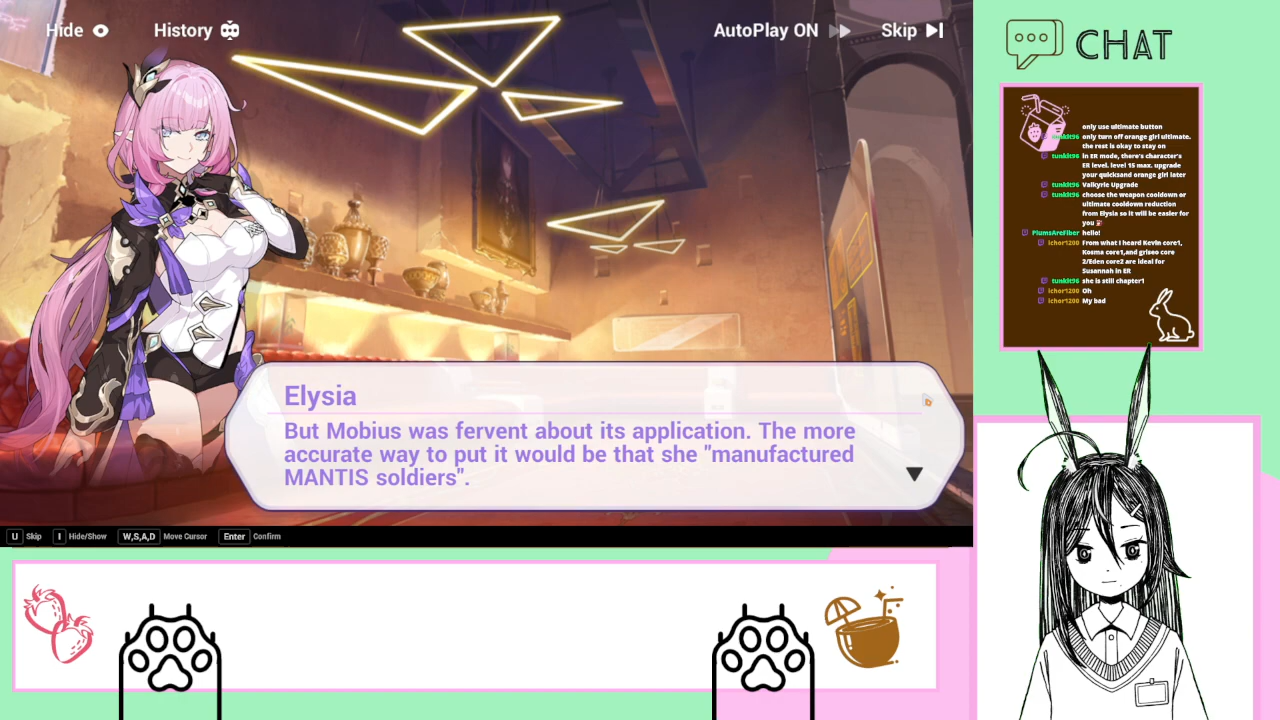 Hide
History
AutoPlay ON
Skip
CHAT
only use ultimate button
tunkit96 only turn off orange girl ultimate.
the rest is okay to stay on
tunkit96 in ER mode, there's character's
ER level. level 15 max. upgrade
your quicksand orange girl later
tunkit96 Valkyrie Upgrade
tunkit96 choose the weapon cooldown or
ultimate cooldown reduction
from Elysia so it will be easier for
you
PlumsAreFiber hello!
Ichor1200 From what I heard Kevin core1,
Kosma core1,and griseo core
2/Eden core2 are ideal for
Susannah in ER
tunkit96 she is still chapter1
Ichor1200 Oh
Ichor1200 My bad
Elysia
But Mobius was fervent about its application. The more
accurate way to put it would be that she "manufactured
MANTIS soldiers".
U Skip I Hide/Show W,S,A,D Move Cursor Enter Confirm